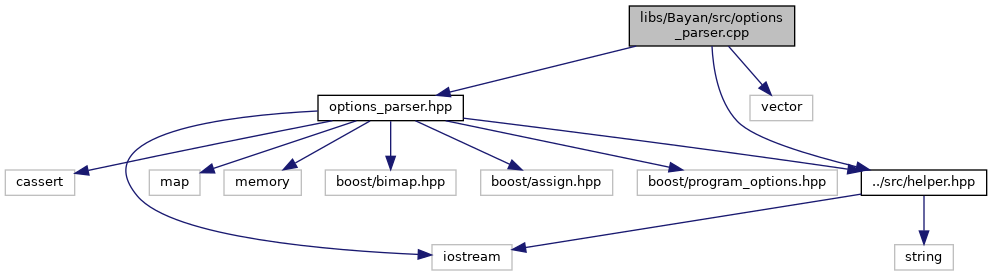 libs/Bayan/src/options
_parser.cpp
options_parser.hpp
vector
cassert
map
memory
boost/bimap.hpp
boost/assign.hpp
boost/program_options.hpp
../src/helper.hpp
iostream
string